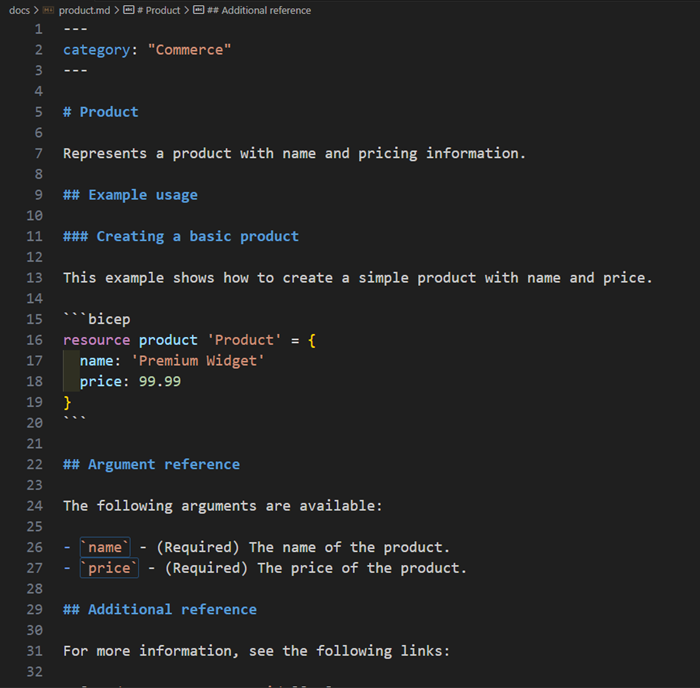 docs > product.md > # Product > ## Additional reference
1 ---
2 category: "Commerce"
3 ---
4
5 # Product
6
7 Represents a product with name and pricing information.
8
9 ## Example usage
10
11 ### Creating a basic product
12
13 This example shows how to create a simple product with name and price.
14
15 ```bicep
16 resource product 'Product' = {
17   name: 'Premium Widget'
18   price: 99.99
19 }
20 ```
21
22 ## Argument reference
23
24 The following arguments are available:
25
26 - `name` - (Required) The name of the product.
27 - `price` - (Required) The price of the product.
28
29 ## Additional reference
30
31 For more information, see the following links:
32